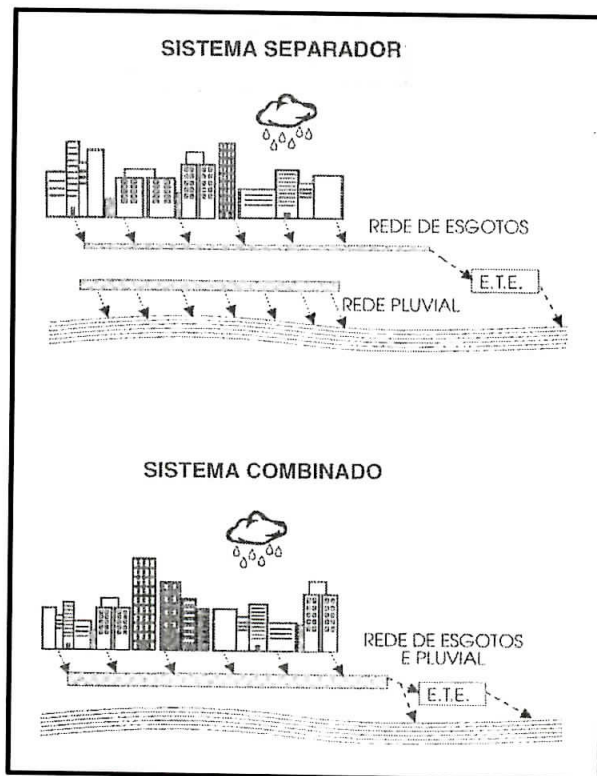 SISTEMA SEPARADOR
REDE DE ESGOTOS
E.T.E.
REDE PLUVIAL
SISTEMA COMBINADO
REDE DE ESGOTOS
E PLUVIAL
E.T.E.